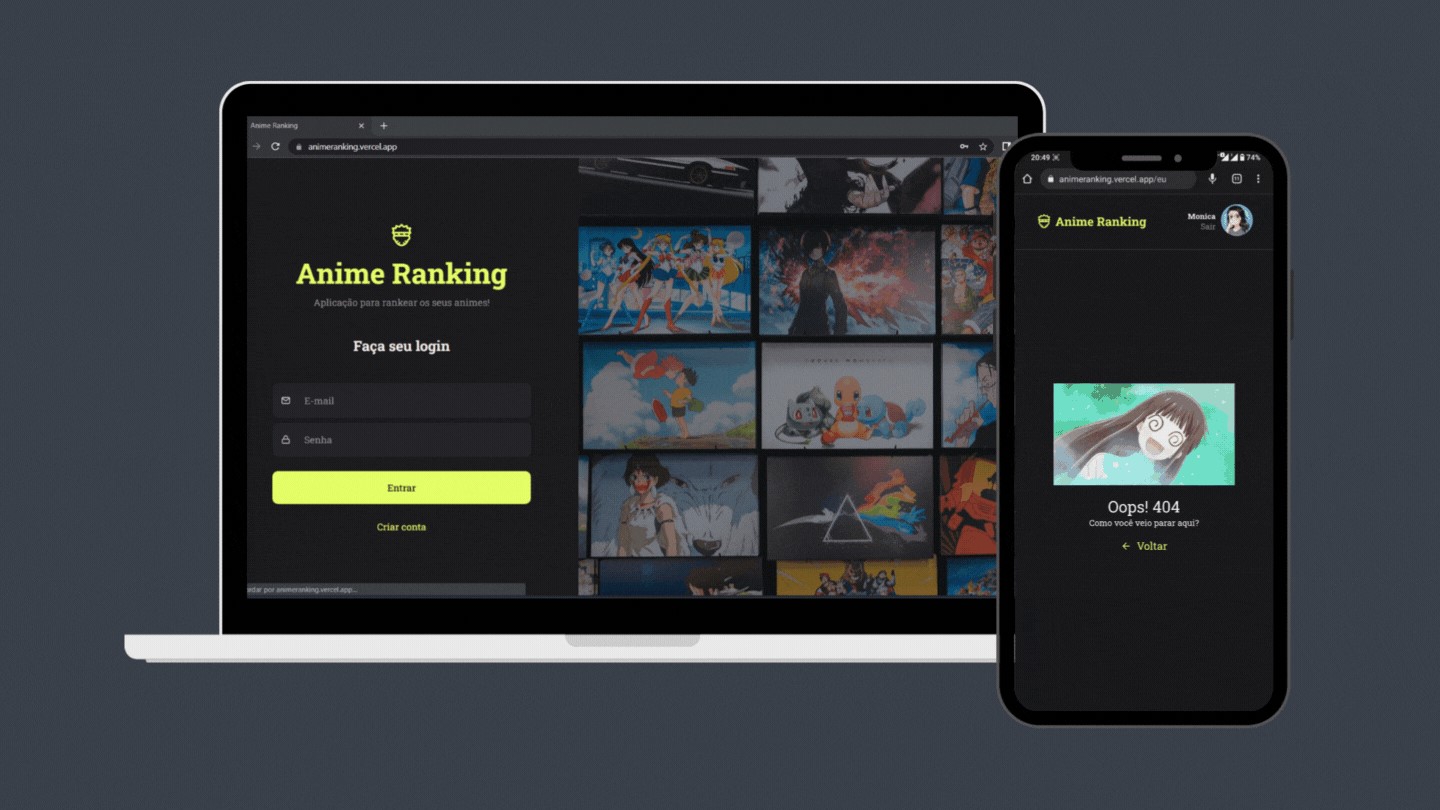 Anime Ranking
animeranking.vercel.app
Anime Ranking
Aplicação para rankear os seus animes!
Faça seu login
E-mail
Senha
Entrar
Criar conta
por animeranking.vercel.app...
20:49
74%
animeranking.vercel.app/eu
Anime Ranking
Monica
Sair
Oops! 404
Como você veio parar aqui?
← Voltar